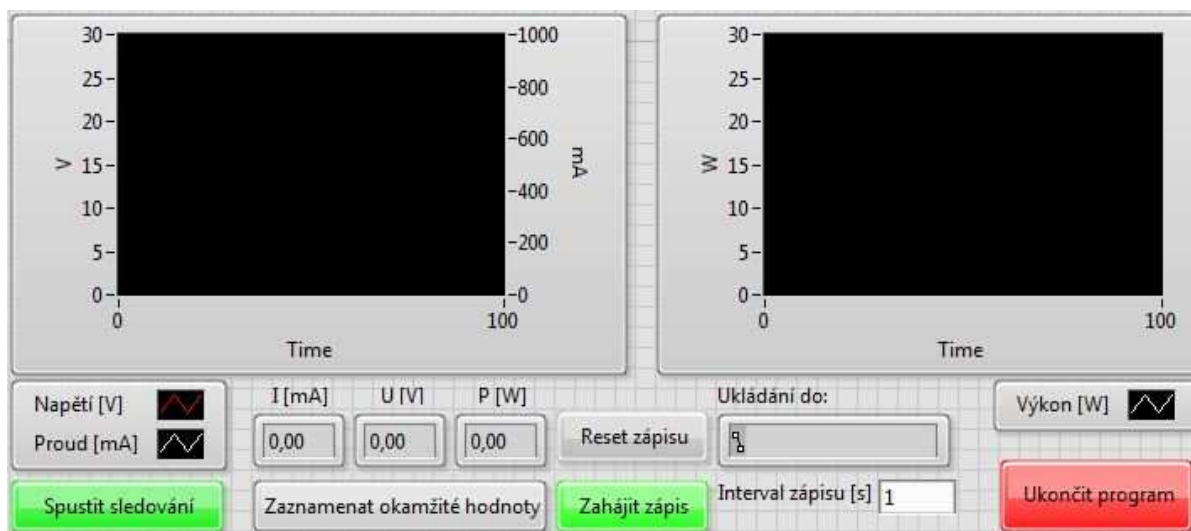 30
25
20
15
10
5
0
V
1000
800
600
400
200
0
mA
0
100
Time
30
25
20
15
10
5
0
W
0
100
Time
Napětí [V]
Proud [mA]
I [mA]
U [V]
P [W]
0,00
0,00
0,00
Reset zápisu
Ukládání do:
Výkon [W]
Spustit sledování
Zaznamenat okamžité hodnoty
Zahájit zápis
Interval zápisu [s]
1
Ukončit program